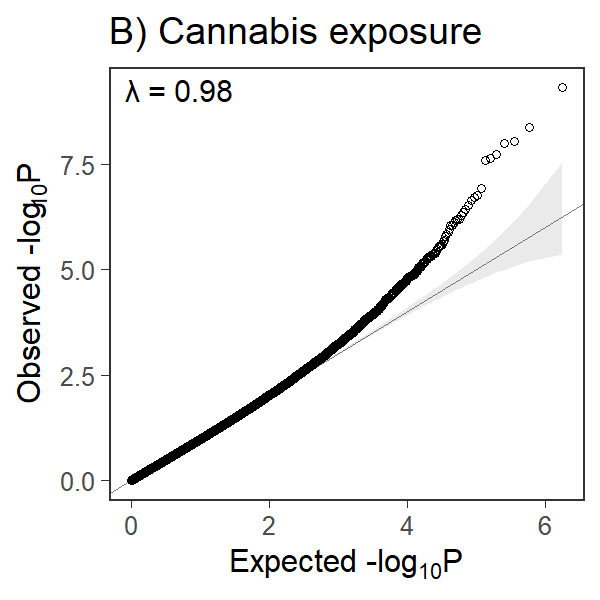 B) Cannabis exposure
λ = 0.98
Observed -log10P
7.5
5.0
2.5
0.0
0 2 4 6
Expected -log10P